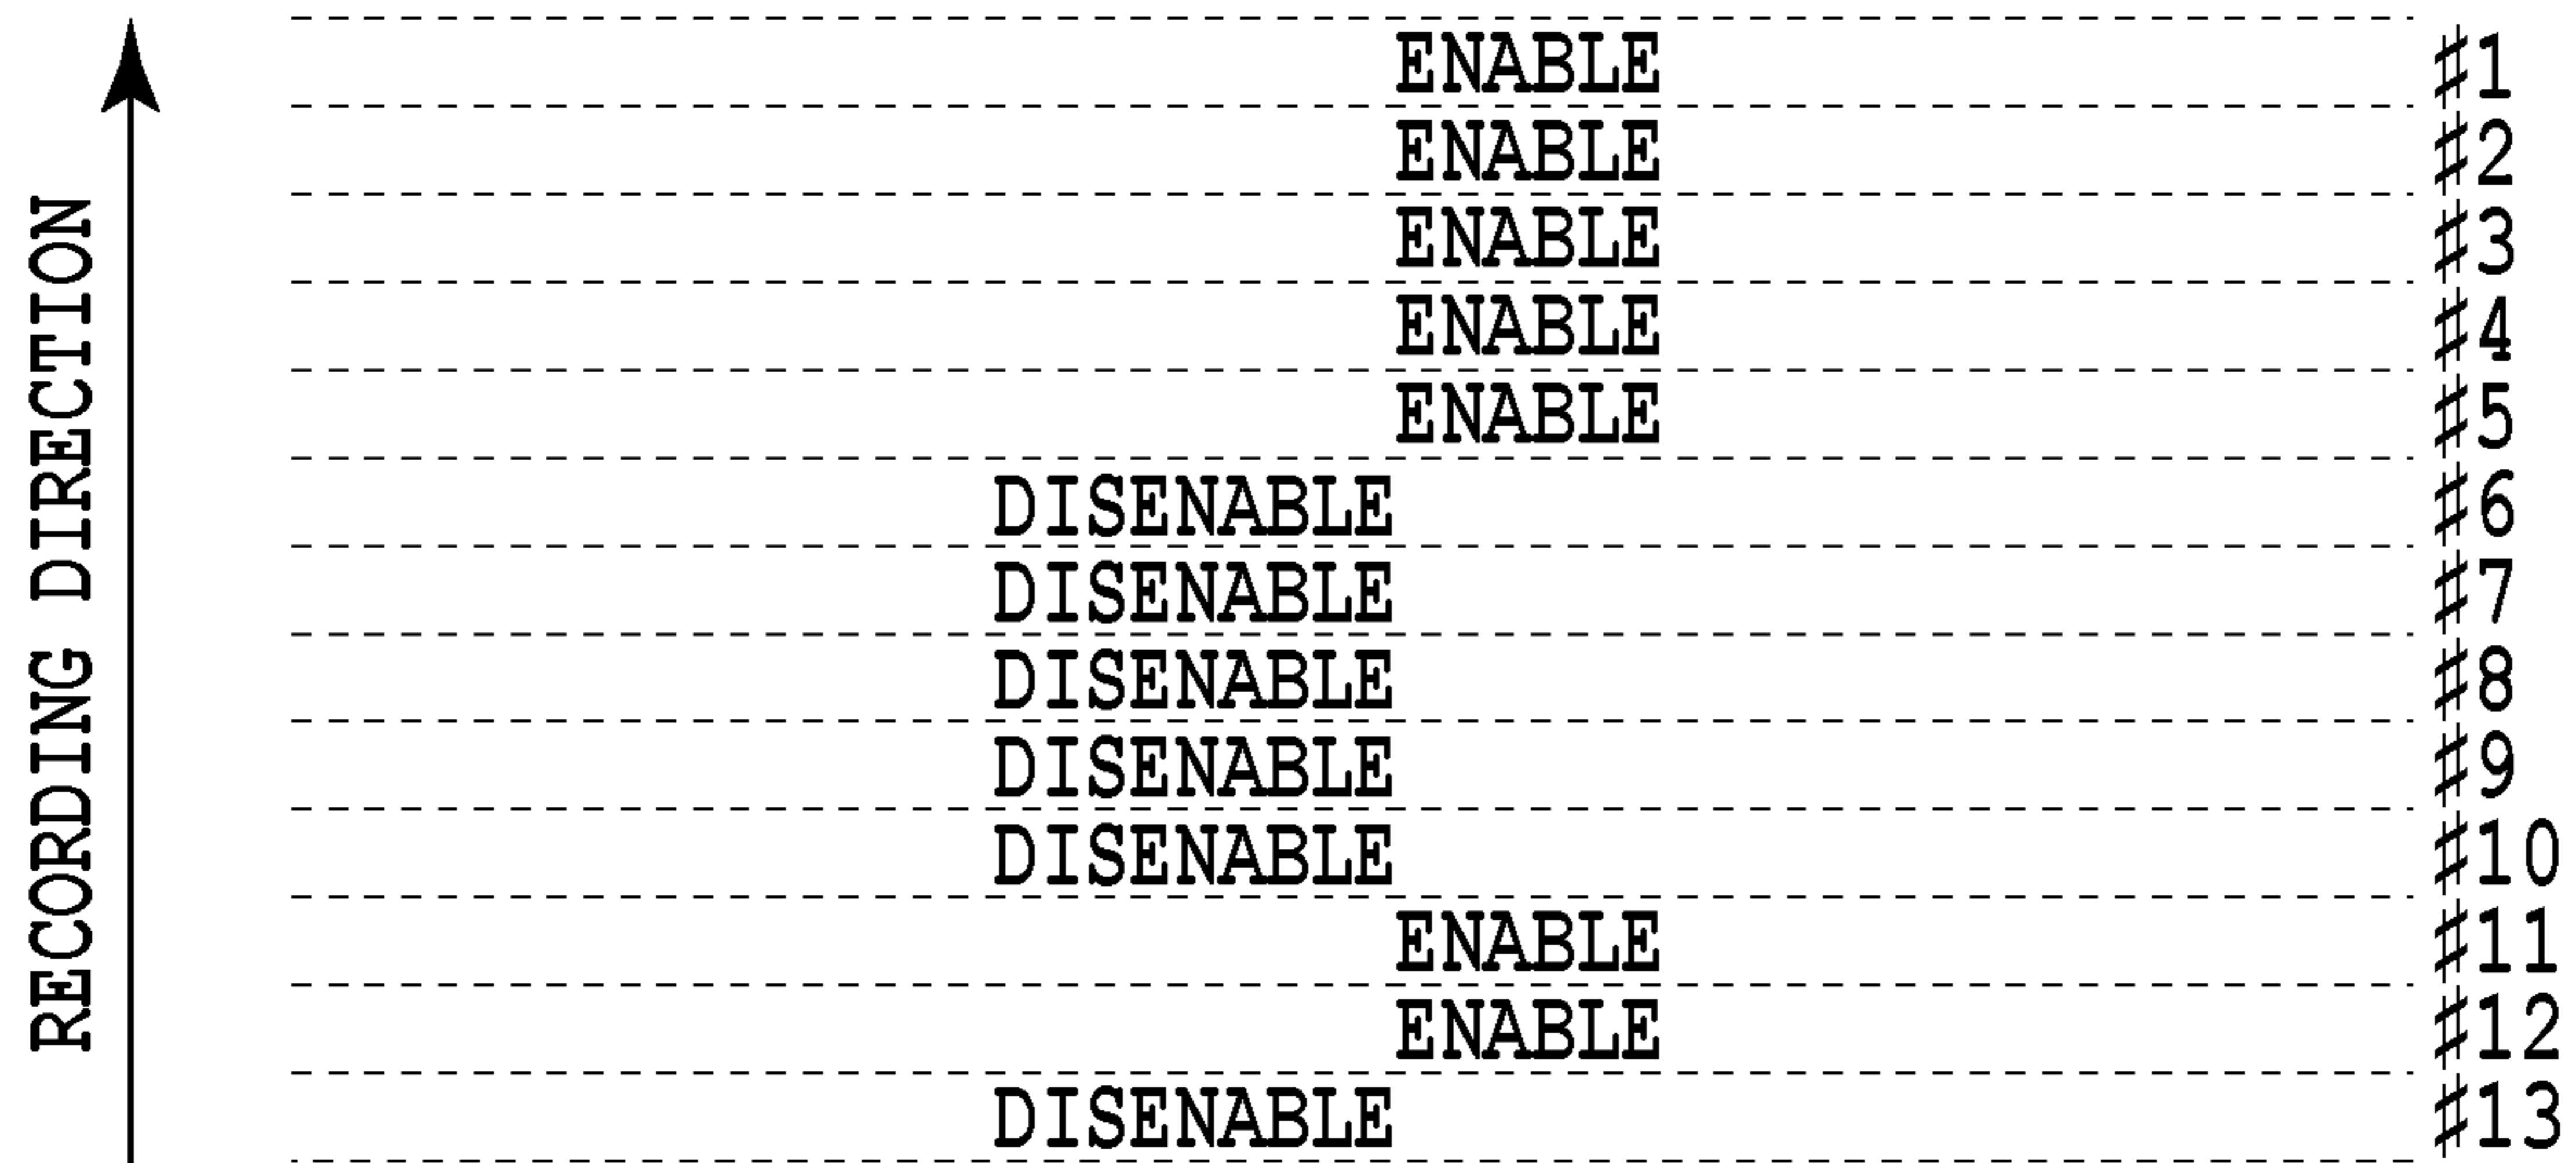 RECORDING DIRECTION
ENABLE #1
ENABLE #2
ENABLE #3
ENABLE #4
ENABLE #5
DISENABLE #6
DISENABLE #7
DISENABLE #8
DISENABLE #9
DISENABLE #10
ENABLE #11
ENABLE #12
DISENABLE #13